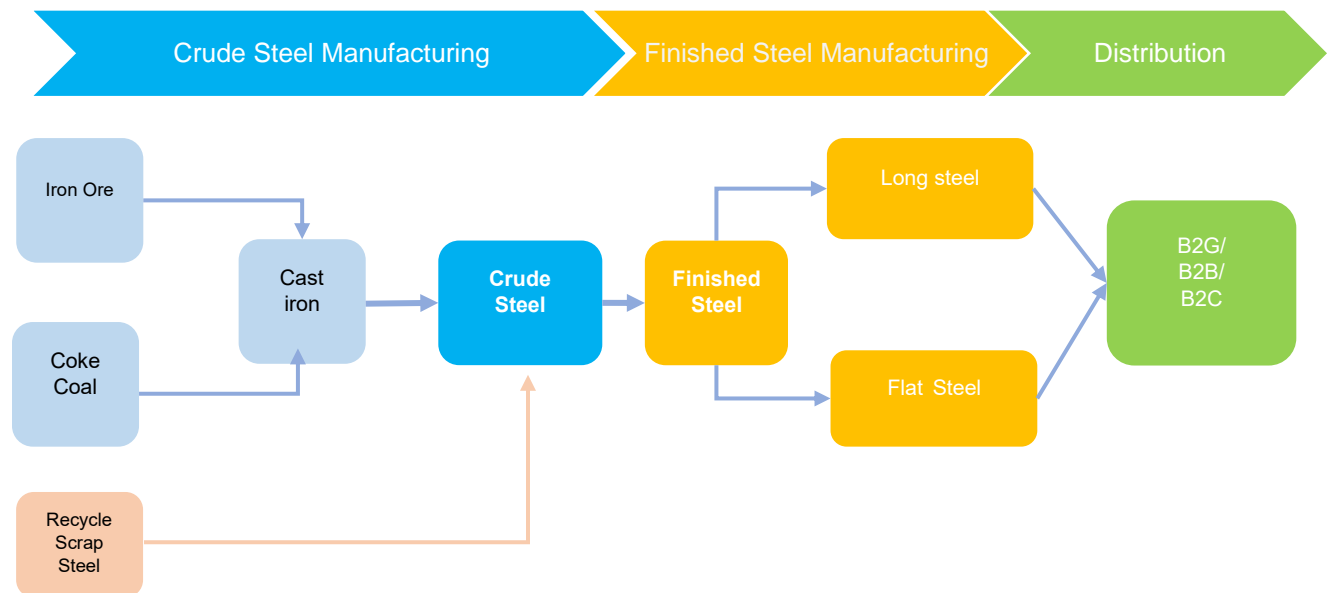 Crude Steel Manufacturing
Finished Steel Manufacturing
Distribution
Iron Ore
Coke
Coal
Recycle
Scrap
Steel
Cast
iron
Crude
Steel
Finished
Steel
Long steel
Flat Steel
B2G/
B2B/
B2C